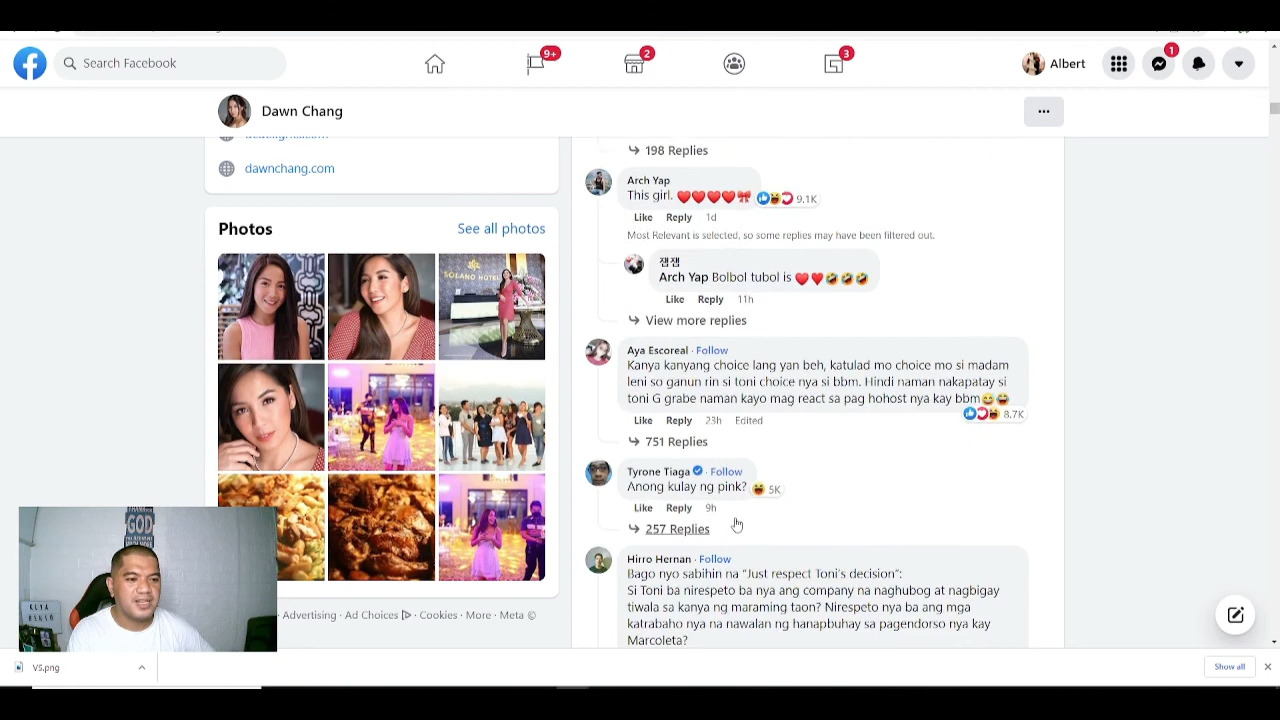 Search Facebook
9+
2
3
Albert
1
Dawn Chang
dawnchang.com
Photos
See all photos
SOLANO HOTEL
Advertising · Ad Choices · Cookies · More · Meta ©
198 Replies
Arch Yap
This girl. ❤❤❤❤🎀
9.1K
Like Reply 1d
Most Relevant is selected, so some replies may have been filtered out.
잼잼
Arch Yap Bolbol tubol is ❤❤🤣🤣🤣
Like Reply 11h
View more replies
Aya Escoreal · Follow
Kanya kanyang choice lang yan beh, katulad mo choice mo si madam
leni so ganun rin si toni choice nya si bbm. Hindi naman nakapatay si
toni G grabe naman kayo mag react sa pag hohost nya kay bbm😅😂
8.7K
Like Reply 23h Edited
751 Replies
Tyrone Tiaga · Follow
Anong kulay ng pink?
5K
Like Reply 9h
257 Replies
Hirro Hernan · Follow
Bago nyo sabihin na “Just respect Toni's decision”:
Si Toni ba nirespeto ba nya ang company na naghubog at nagbigay
tiwala sa kanya ng maraming taon? Nirespeto nya ba ang mga
katrabaho nya na nawalan ng hanapbuhay sa pagendorso nya kay
Marcoleta?
GOD
VS.png
Show all